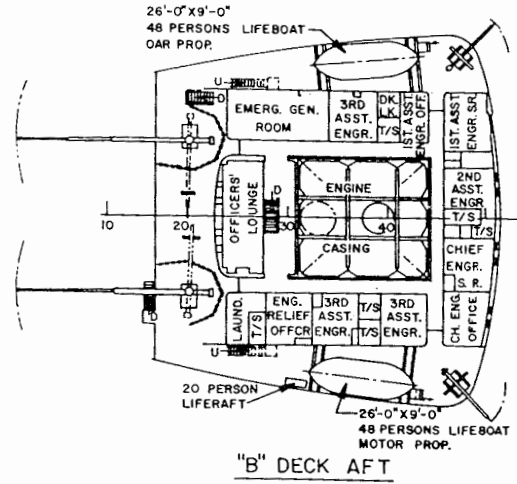 26'-0"X9'-0"
48 PERSONS LIFEBOAT
OAR PROP.
U
D
EMERG. GEN.
ROOM
3RD
ASST.
ENGR.
DK.
LK.
T/S
1ST. ASST.
ENGR. OFF.
1ST. ASST.
ENGR. S.R.
2ND
ASST.
ENGR
T/S
T/S
CHIEF
ENGR.
S. R.
CH. ENG.
OFFICE
OFFICERS'
LOUNGE
D
ENGINE
CASING
10
20
30
40
D
LAUND.
T/S
ENG.
RELIEF
OFFCR
3RD
ASST.
ENGR.
T/S
T/S
3RD
ASST.
ENGR.
U
20 PERSON
LIFERAFT
26'-0"X9'-0"
48 PERSONS LIFEBOAT
MOTOR PROP.
"B" DECK AFT